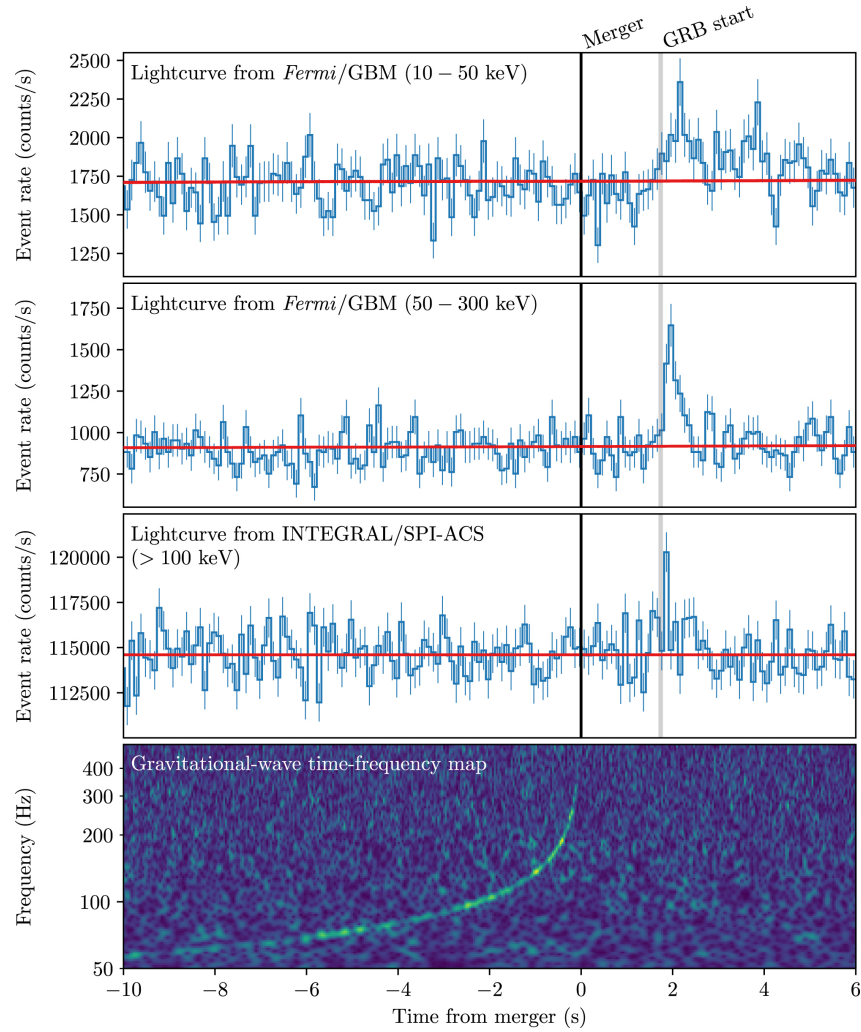 Merger
GRB start
Lightcurve from Fermi/GBM (10 − 50 keV)
Event rate (counts/s)
2500
2250
2000
1750
1500
1250
Lightcurve from Fermi/GBM (50 − 300 keV)
Event rate (counts/s)
1750
1500
1250
1000
750
Lightcurve from INTEGRAL/SPI-ACS
(> 100 keV)
Event rate (counts/s)
120000
117500
115000
112500
Gravitational-wave time-frequency map
Frequency (Hz)
400
300
200
100
50
−10 −8 −6 −4 −2 0 2 4 6
Time from merger (s)